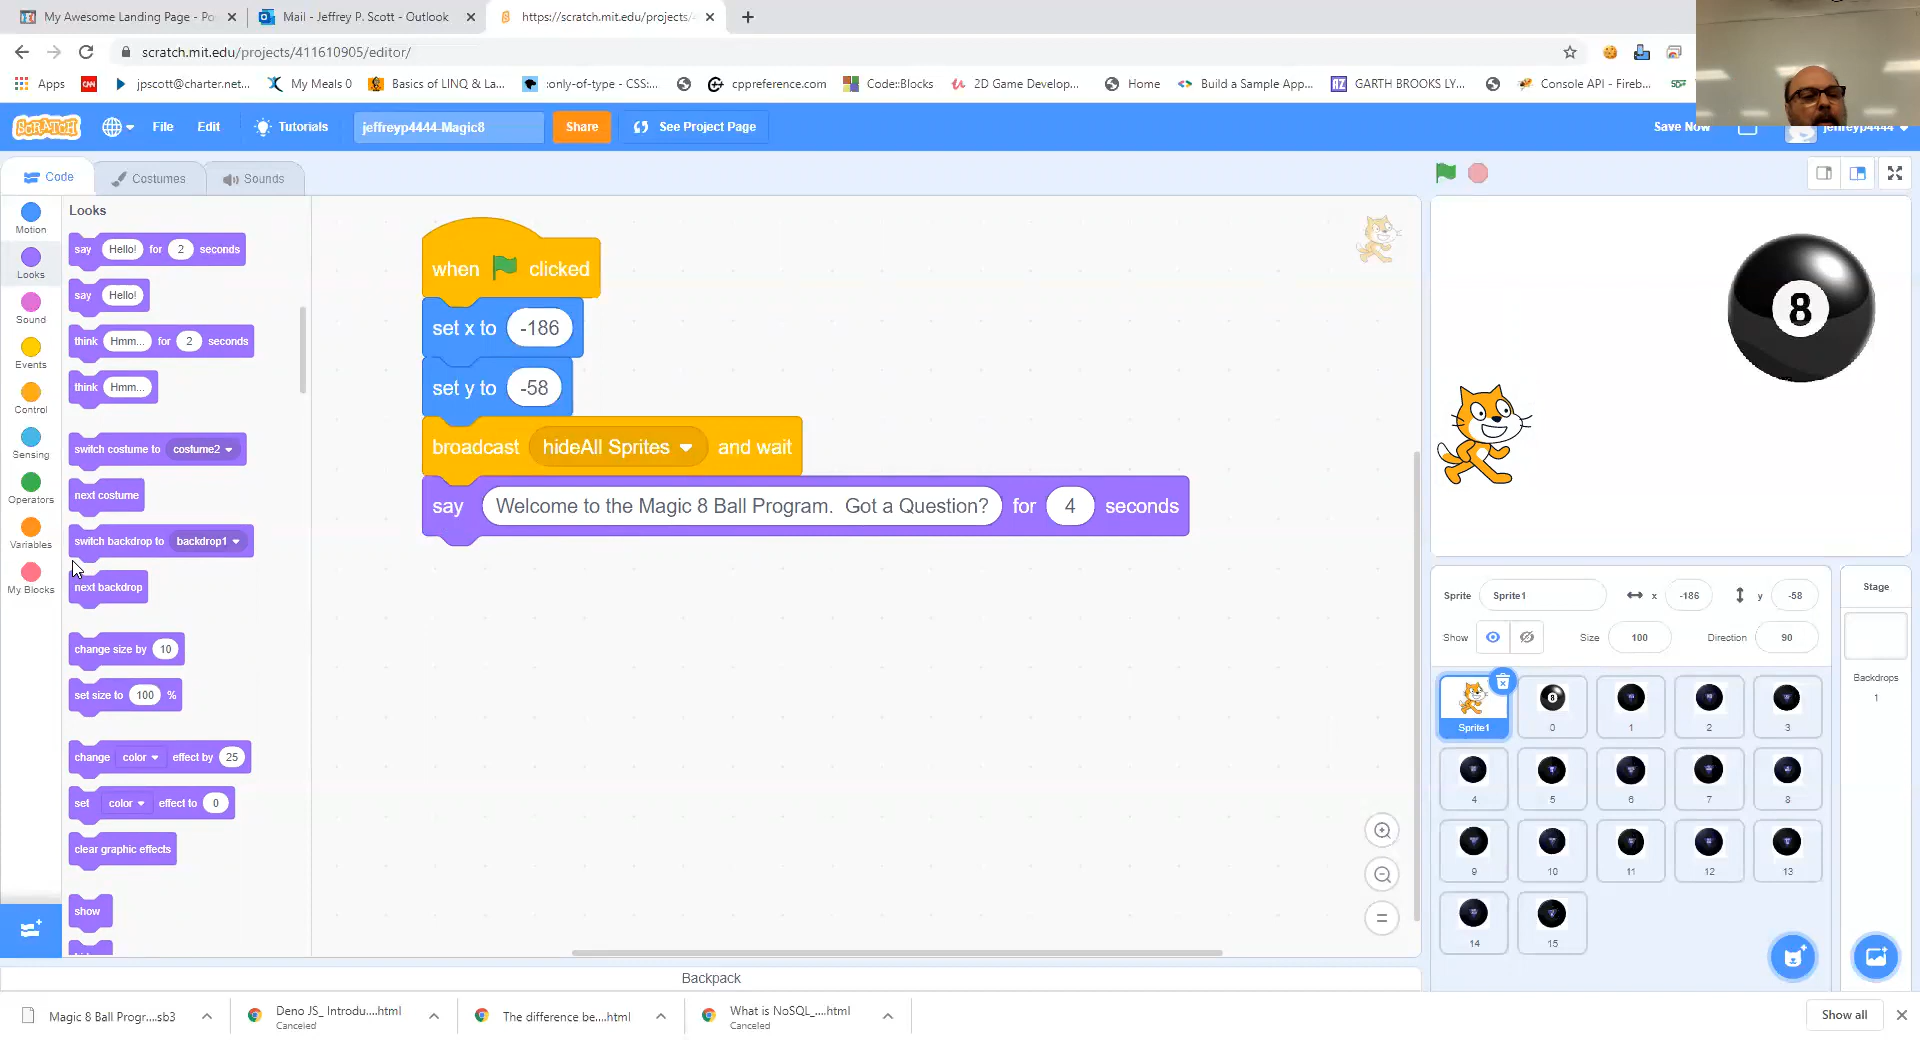 My Awesome Landing Page - Po
Mail - Jeffrey P. Scott - Outlook
https://scratch.mit.edu/projects/
scratch.mit.edu/projects/411610905/editor/
Apps
CNN
jpscott@charter.net...
My Meals 0
Basics of LINQ & La...
:only-of-type - CSS:...
cppreference.com
Code::Blocks
2D Game Develop...
Home
Build a Sample App...
GARTH BROOKS LY...
Console API - Fireb...
SCRATCH
File
Edit
Tutorials
jeffreyp4444-Magic8
Share
See Project Page
Save Now
jeffreyp4444
Code
Costumes
Sounds
Motion
Looks
Sound
Events
Control
Sensing
Operators
Variables
My Blocks
Looks
say Hello! for 2 seconds
say Hello!
think Hmm... for 2 seconds
think Hmm...
switch costume to costume2
next costume
switch backdrop to backdrop1
next backdrop
change size by 10
set size to 100 %
change color effect by 25
set color effect to 0
clear graphic effects
show
when clicked
set x to -186
set y to -58
broadcast hideAll Sprites and wait
say Welcome to the Magic 8 Ball Program. Got a Question? for 4 seconds
8
Sprite Sprite1 x -186 y -58
Show Size 100 Direction 90
Sprite1 0 1 2 3
4 5 6 7 8
9 10 11 12 13
14 15
Stage
Backdrops
1
Backpack
Magic 8 Ball Progr....sb3
Deno JS_ Introdu....html
Canceled
The difference be....html
What is NoSQL_....html
Canceled
Show all